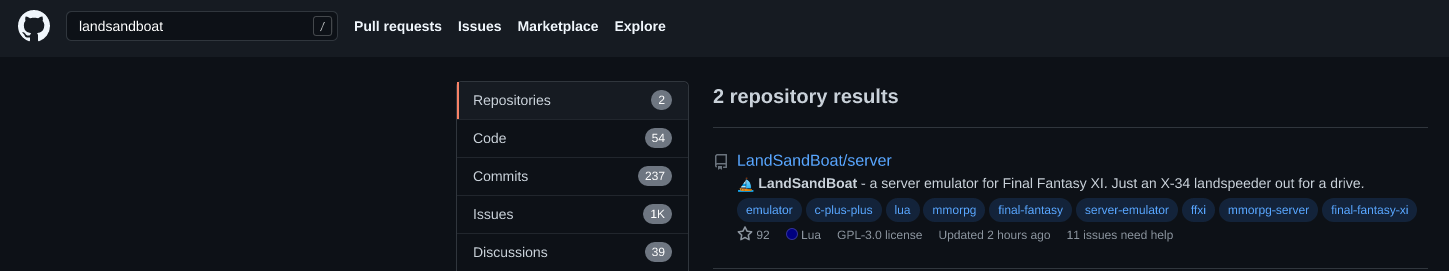 landsandboat / Pull requests Issues Marketplace Explore
Repositories 2
Code 54
Commits 237
Issues 1K
Discussions 39
2 repository results
LandSandBoat/server
LandSandBoat - a server emulator for Final Fantasy XI. Just an X-34 landspeeder out for a drive.
emulator c-plus-plus lua mmorpg final-fantasy server-emulator ffxi mmorpg-server final-fantasy-xi
92 Lua GPL-3.0 license Updated 2 hours ago 11 issues need help